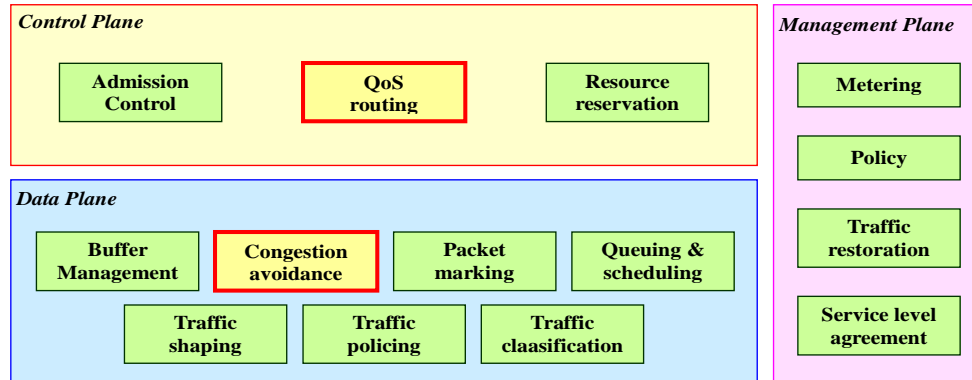 Control Plane
Admission
Control
QoS
routing
Resource
reservation
Data Plane
Buffer
Management
Congestion
avoidance
Packet
marking
Queuing &
scheduling
Traffic
shaping
Traffic
policing
Traffic
claasification
Management Plane
Metering
Policy
Traffic
restoration
Service level
agreement